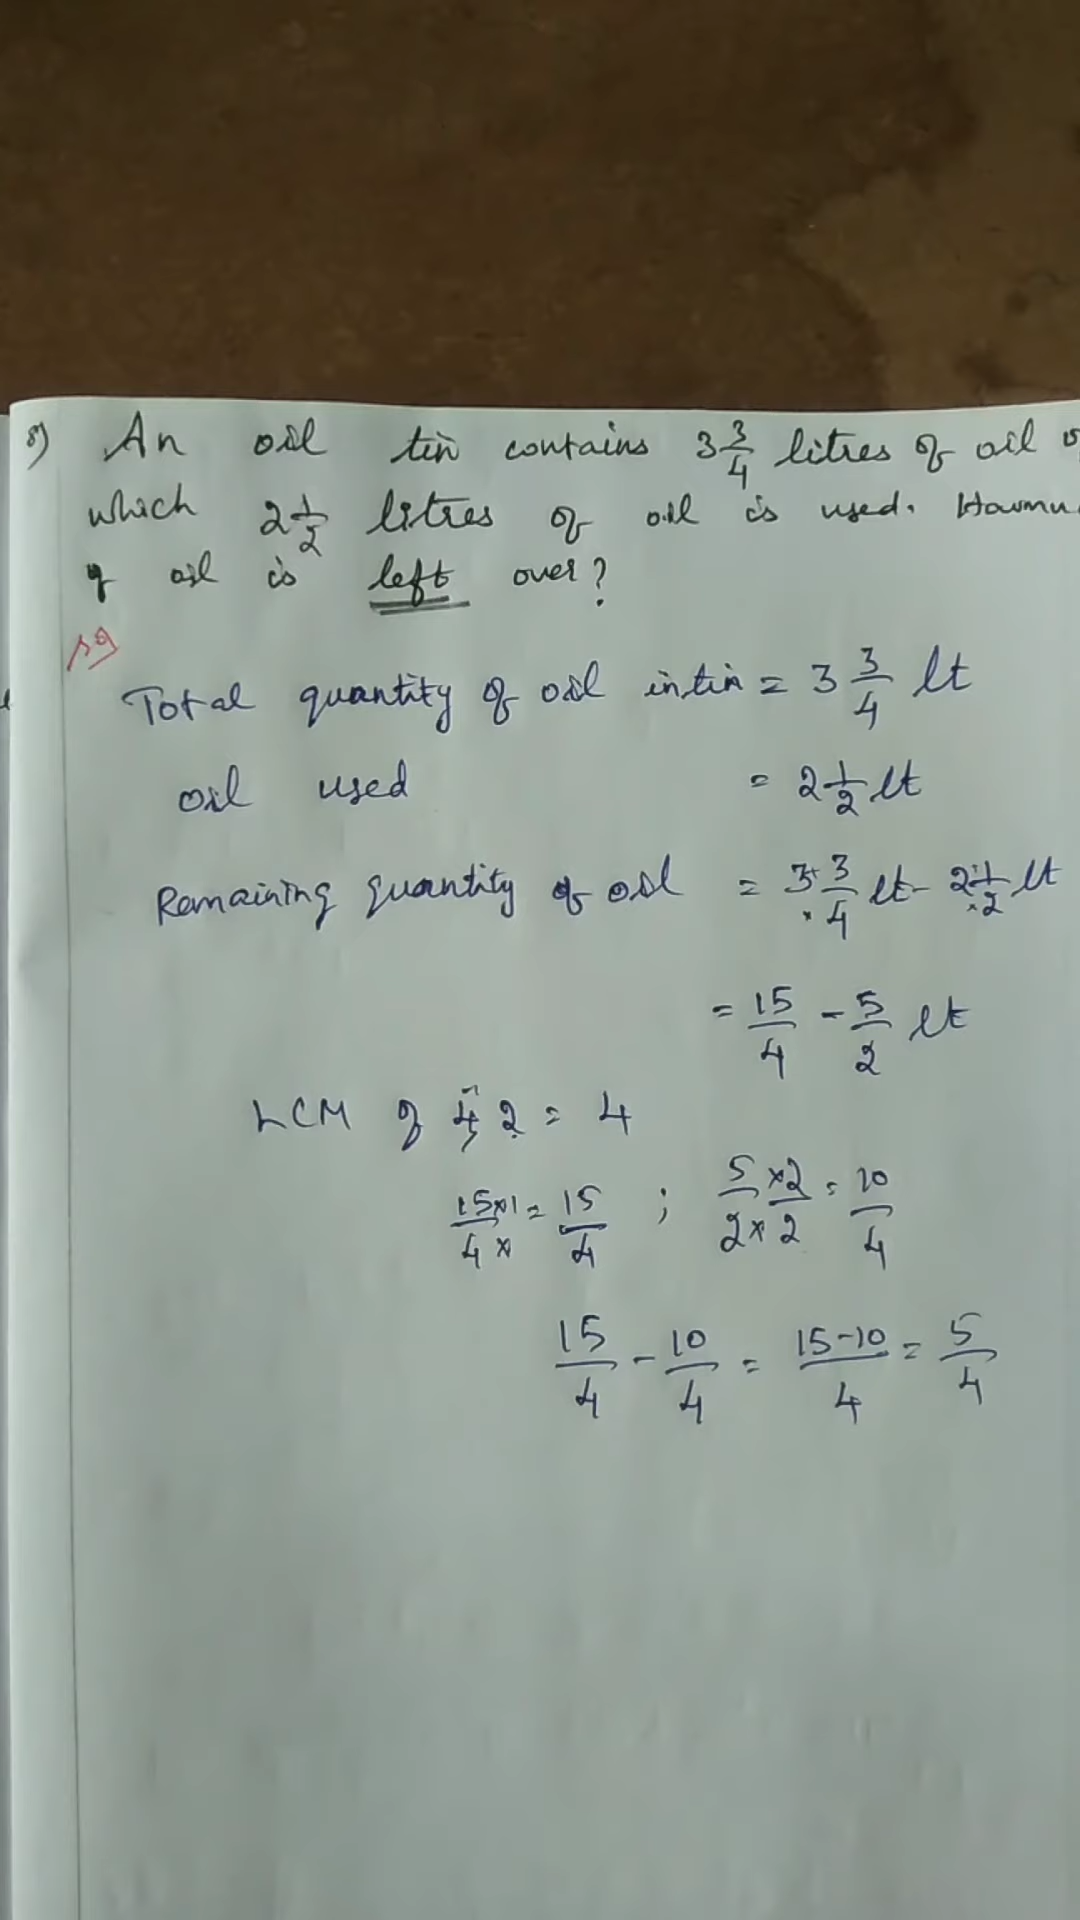 8) An oil tin contains 3 3/4 litres of oil of
which 2 1/2 litres of oil is used. Howmu
of oil is left over?
Total quantity of oil in tin = 3 3/4 lt
oil used = 2 1/2 lt
Remaining quantity of oil = 3 3/4 lt - 2 1/2 lt
= 15/4 - 5/2 lt
LCM of 4, 2 = 4
15×1/4× = 15/4 ; 5×2/2×2 = 10/4
15/4 - 10/4 = 15-10/4 = 5/4